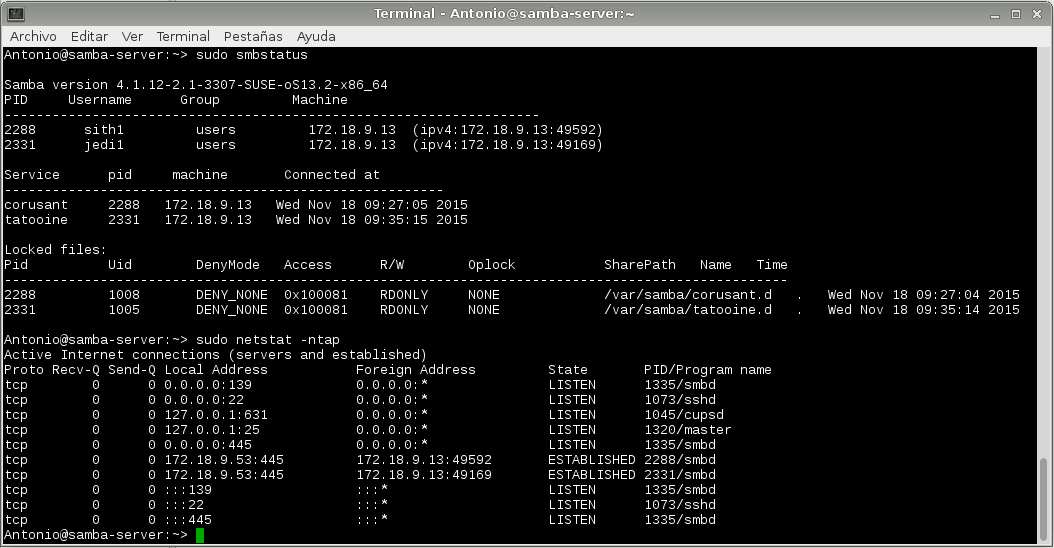 Terminal - Antonio@samba-server:~
Archivo Editar Ver Terminal Pestañas Ayuda
Antonio@samba-server:~> sudo smbstatus
Samba version 4.1.12-2.1-3307-SUSE-oS13.2-x86_64
PID     Username      Group         Machine
-------------------------------------------------------------------
2288      sith1         users         172.18.9.13  (ipv4:172.18.9.13:49592)
2331      jedi1         users         172.18.9.13  (ipv4:172.18.9.13:49169)
Service      pid     machine       Connected at
-------------------------------------------------------
corusant     2288   172.18.9.13   Wed Nov 18 09:27:05 2015
tatooine     2331   172.18.9.13   Wed Nov 18 09:35:15 2015
Locked files:
Pid          Uid        DenyMode   Access      R/W        Oplock           SharePath   Name   Time
--------------------------------------------------------------------------------------------------
2288         1008       DENY_NONE  0x100081    RDONLY     NONE             /var/samba/corusant.d   .   Wed Nov 18 09:27:04 2015
2331         1005       DENY_NONE  0x100081    RDONLY     NONE             /var/samba/tatooine.d   .   Wed Nov 18 09:35:14 2015
Antonio@samba-server:~> sudo netstat -ntap
Active Internet connections (servers and established)
Proto Recv-Q Send-Q Local Address           Foreign Address         State       PID/Program name
tcp        0      0 0.0.0.0:139             0.0.0.0:*               LISTEN      1335/smbd
tcp        0      0 0.0.0.0:22              0.0.0.0:*               LISTEN      1073/sshd
tcp        0      0 127.0.0.1:631           0.0.0.0:*               LISTEN      1045/cupsd
tcp        0      0 127.0.0.1:25            0.0.0.0:*               LISTEN      1320/master
tcp        0      0 0.0.0.0:445             0.0.0.0:*               LISTEN      1335/smbd
tcp        0      0 172.18.9.53:445         172.18.9.13:49592       ESTABLISHED 2288/smbd
tcp        0      0 172.18.9.53:445         172.18.9.13:49169       ESTABLISHED 2331/smbd
tcp        0      0 :::139                  :::*                    LISTEN      1335/smbd
tcp        0      0 :::22                   :::*                    LISTEN      1073/sshd
tcp        0      0 :::445                  :::*                    LISTEN      1335/smbd
Antonio@samba-server:~>